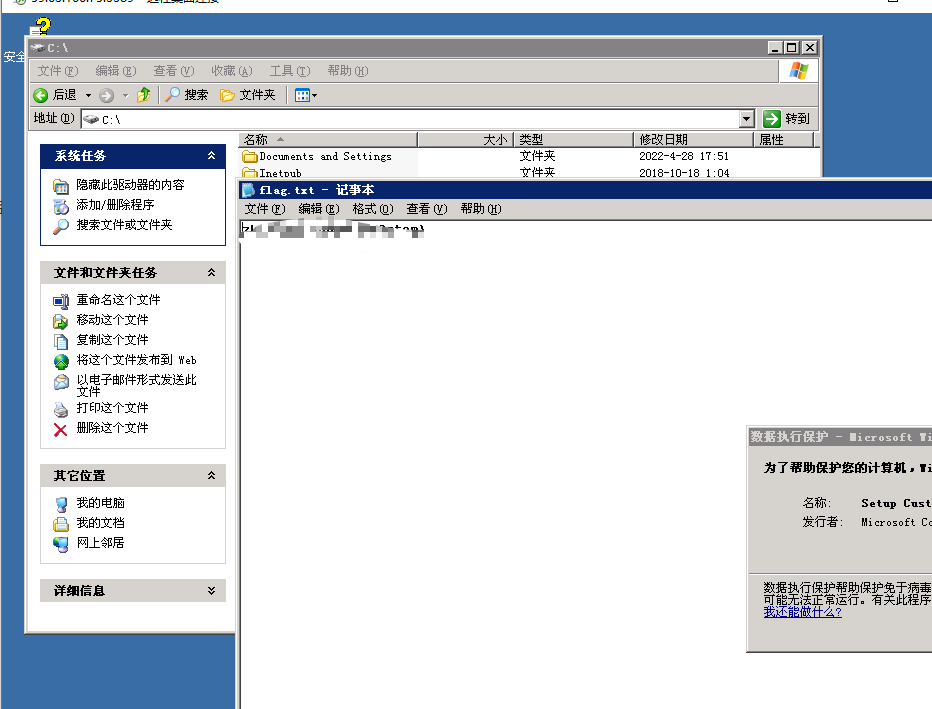 安全
C:\
文件(F) 编辑(E) 查看(V) 收藏(A) 工具(T) 帮助(H)
后退 搜索 文件夹
地址(D) C:\ 转到
名称 大小 类型 修改日期 属性
Documents and Settings 文件夹 2022-4-28 17:51
Inetpub 文件夹 2018-10-18 1:04
系统任务
隐藏此驱动器的内容
添加/删除程序
搜索文件或文件夹
文件和文件夹任务
重命名这个文件
移动这个文件
复制这个文件
将这个文件发布到 Web
以电子邮件形式发送此
文件
打印这个文件
删除这个文件
其它位置
我的电脑
我的文档
网上邻居
详细信息
flag.txt - 记事本
文件(F) 编辑(E) 格式(O) 查看(V) 帮助(H)
数据执行保护 - Microsoft Wi
为了帮助保护您的计算机，Wi
名称: Setup Cust
发行者: Microsoft Co
数据执行保护帮助保护免于病毒
可能无法正常运行。有关此程序
我还能做什么?